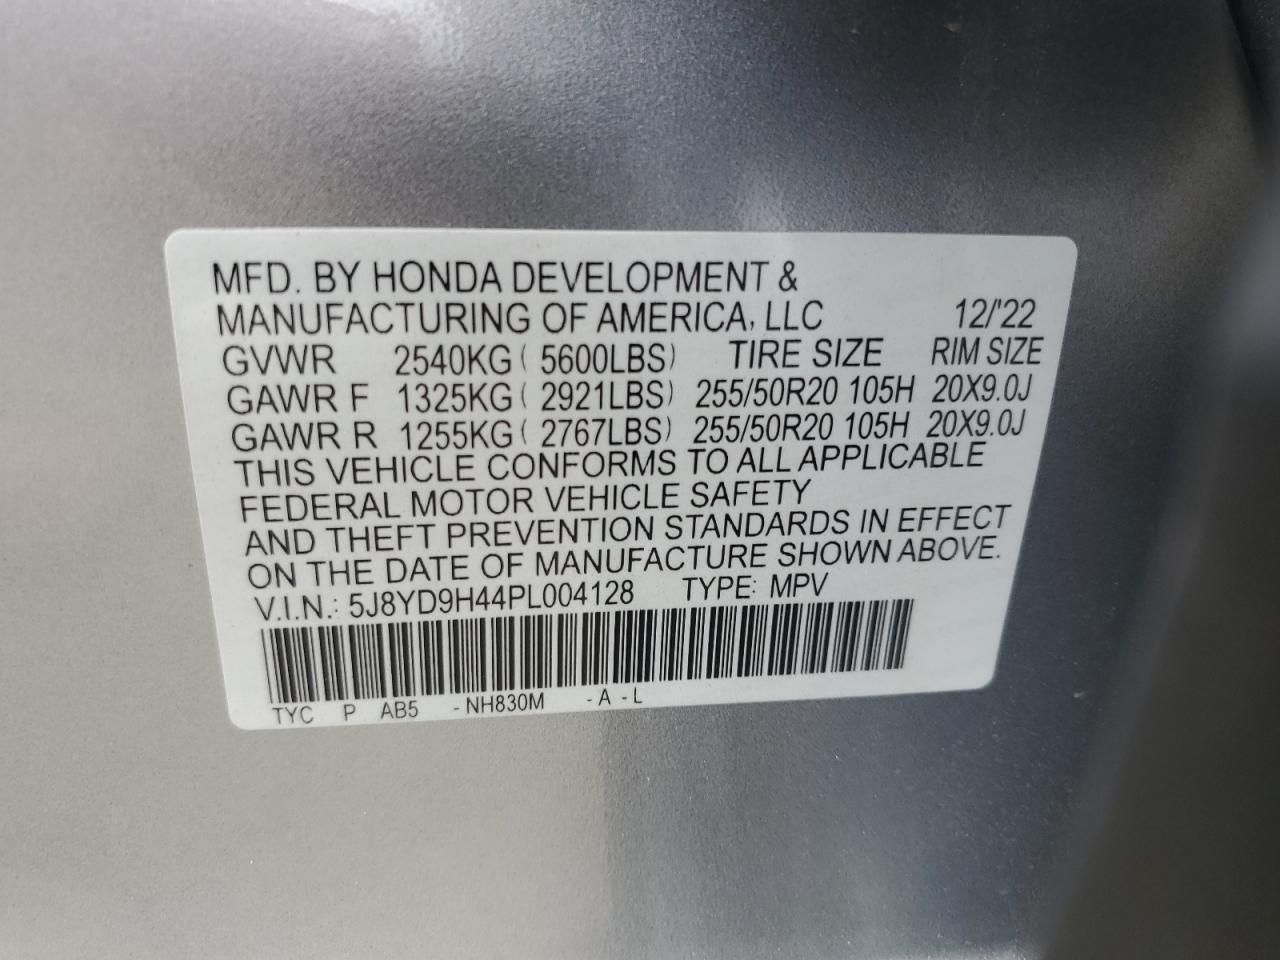 MFD. BY HONDA DEVELOPMENT &
MANUFACTURING OF AMERICA, LLC 12/'22
GVWR 2540KG ( 5600LBS) TIRE SIZE RIM SIZE
GAWR F 1325KG ( 2921LBS) 255/50R20 105H 20X9.0J
GAWR R 1255KG ( 2767LBS) 255/50R20 105H 20X9.0J
THIS VEHICLE CONFORMS TO ALL APPLICABLE
FEDERAL MOTOR VEHICLE SAFETY
AND THEFT PREVENTION STANDARDS IN EFFECT
ON THE DATE OF MANUFACTURE SHOWN ABOVE.
V.I.N.: 5J8YD9H44PL004128 TYPE: MPV
TYC P AB5 -NH830M -A -L